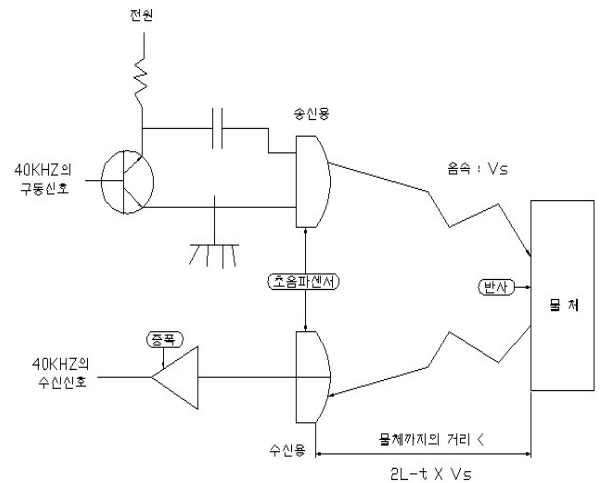 전원
송신용
40KHZ의
구동신호
음속 : Vs
초음파센서
반사
물 체
증폭
40KHZ의
수신신호
수신용
물체까지의 거리 <
2L-t X Vs